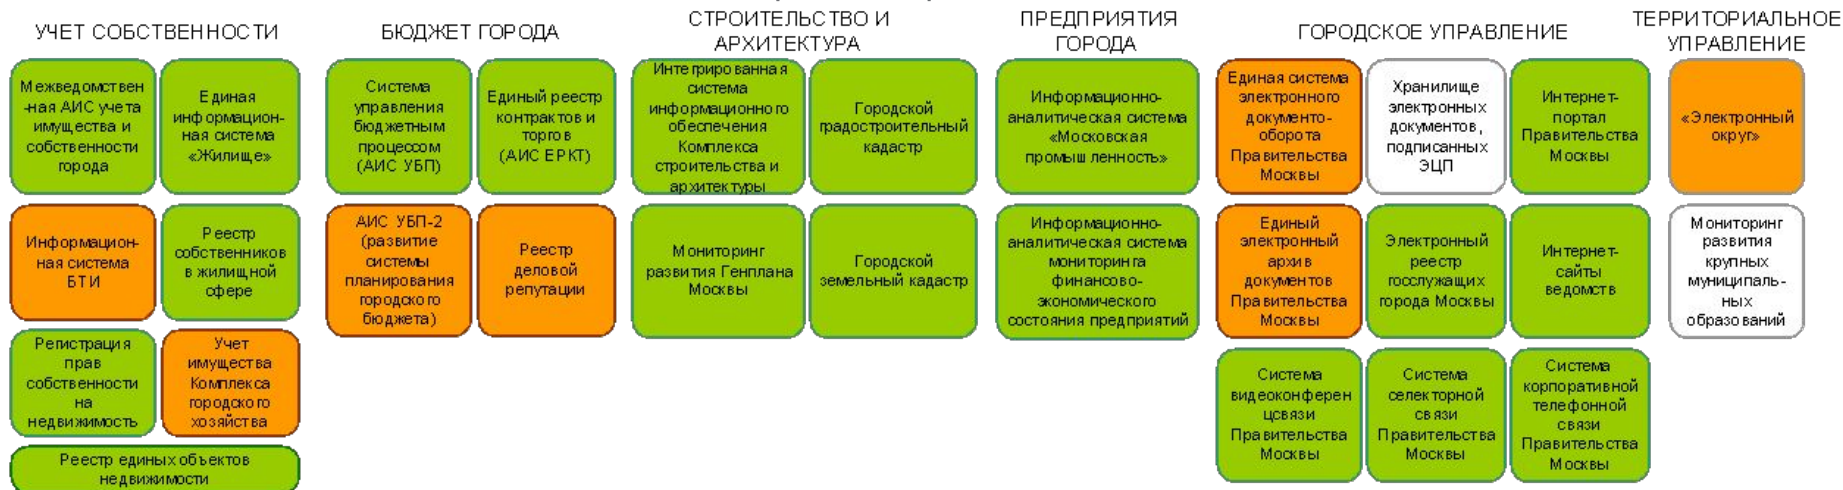 УЧЕТ СОБСТВЕННОСТИ
Межведомствен
-ная АИС учета
имущества и
собственности
города
Единая
информацион-
ная система
«Жилище»
Информацион-
ная система
БТИ
Реестр
собственников
в жилищной
сфере
Регистрация
прав
собственности
на
недвижимость
Учет
имущества
Комплекса
городского
хозяйства
Реестр единых объектов
недвижимости
БЮДЖЕТ ГОРОДА
Система
управления
бюджетным
процессом
(АИС УБП)
Единый реестр
контрактов и
торгов
(АИС ЕРКТ)
АИС УБП-2
(развитие
системы
планирования
городского
бюджета)
Реестр
деловой
репутации
СТРОИТЕЛЬСТВО И
АРХИТЕКТУРА
Интегрированная
система
информационного
обеспечения
Комплекса
строительства и
архитектуры
Городской
градостроительный
кадастр
Мониторинг
развития Генплана
Москвы
Городской
земельный кадастр
ПРЕДПРИЯТИЯ
ГОРОДА
Информационно-
аналитическая система
«Московская
промышленность»
Информационно-
аналитическая система
мониторинга
финансово-
экономического
состояния предприятий
ГОРОДСКОЕ УПРАВЛЕНИЕ
Единая система
электронного
документо-
оборота
Правительства
Москвы
Хранилище
электронных
документов,
подписанных
ЭЦП
Интернет-
портал
Правительства
Москвы
Единый
электронный
архив
документов
Правительства
Москвы
Электронный
реестр
госслужащих
города Москвы
Интернет-
сайты
ведомств
Система
видеоконферен
цсвязи
Правительства
Москвы
Система
селекторной
связи
Правительства
Москвы
Система
корпоративной
телефонной
связи
Правительства
Москвы
ТЕРРИТОРИАЛЬНОЕ
УПРАВЛЕНИЕ
«Электронный
округ»
Мониторинг
развития
крупных
муниципаль-
ных
образований